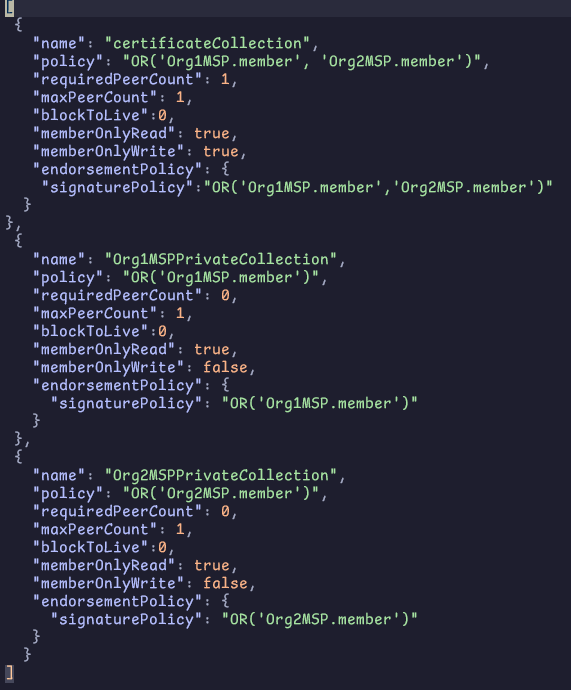 [
 {
   "name": "certificateCollection",
   "policy": "OR('Org1MSP.member', 'Org2MSP.member')",
   "requiredPeerCount": 1,
   "maxPeerCount": 1,
   "blockToLive":0,
   "memberOnlyRead": true,
   "memberOnlyWrite": true,
   "endorsementPolicy": {
    "signaturePolicy":"OR('Org1MSP.member','Org2MSP.member')"
  }
},
 {
   "name": "Org1MSPPrivateCollection",
   "policy": "OR('Org1MSP.member')",
   "requiredPeerCount": 0,
   "maxPeerCount": 1,
   "blockToLive":0,
   "memberOnlyRead": true,
   "memberOnlyWrite": false,
   "endorsementPolicy": {
     "signaturePolicy": "OR('Org1MSP.member')"
   }
 },
 {
   "name": "Org2MSPPrivateCollection",
   "policy": "OR('Org2MSP.member')",
   "requiredPeerCount": 0,
   "maxPeerCount": 1,
   "blockToLive":0,
   "memberOnlyRead": true,
   "memberOnlyWrite": false,
   "endorsementPolicy": {
     "signaturePolicy": "OR('Org2MSP.member')"
   }
  }
]